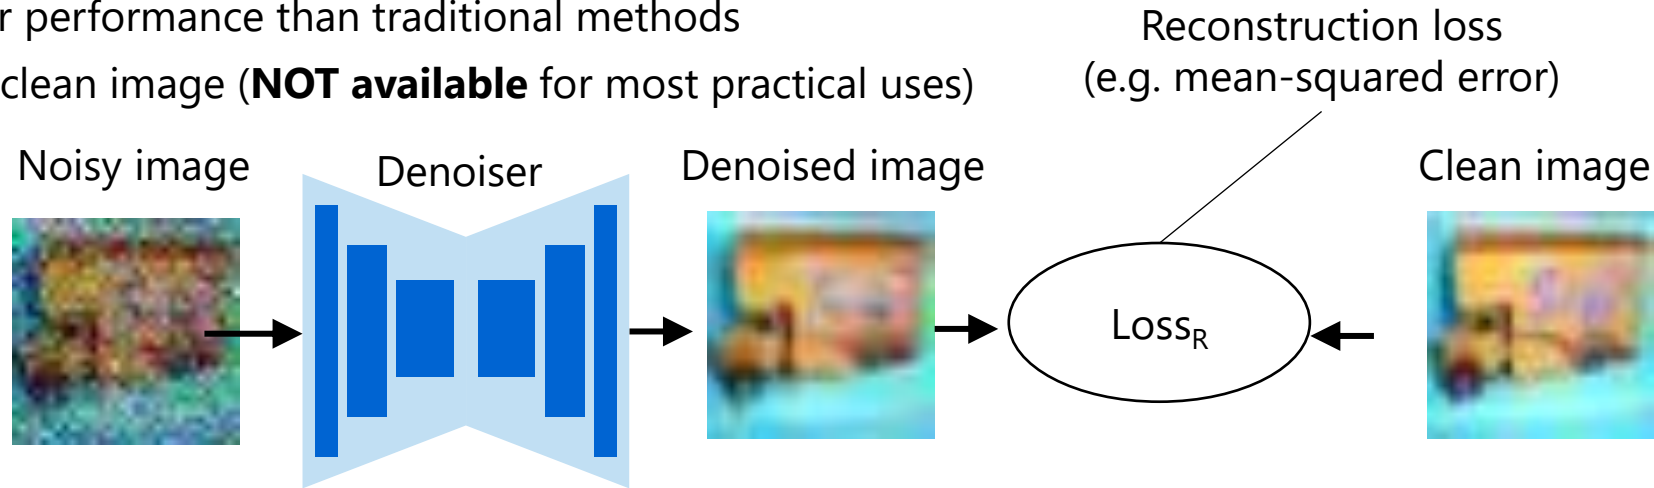 r performance than traditional methods
clean image (NOT available for most practical uses)
Reconstruction loss
(e.g. mean-squared error)
Noisy image
Denoiser
Denoised image
Clean image
LossR